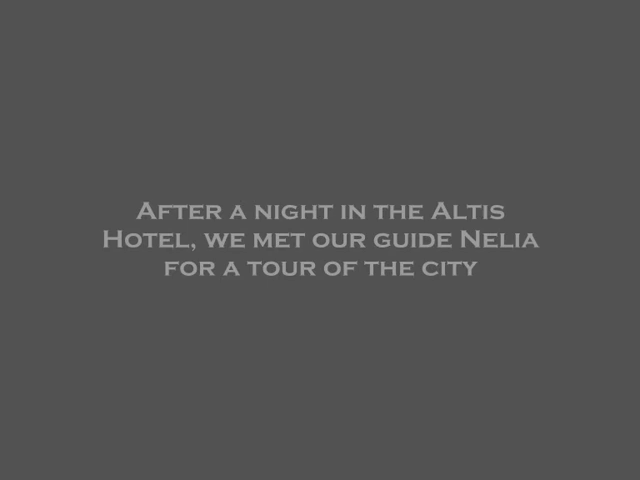 After a night in the Altis
Hotel, we met our guide Nelia
for a tour of the city